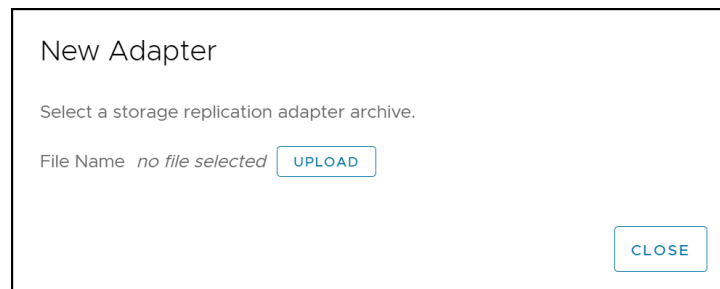 New Adapter
Select a storage replication adapter archive.
File Name no file selected UPLOAD
CLOSE